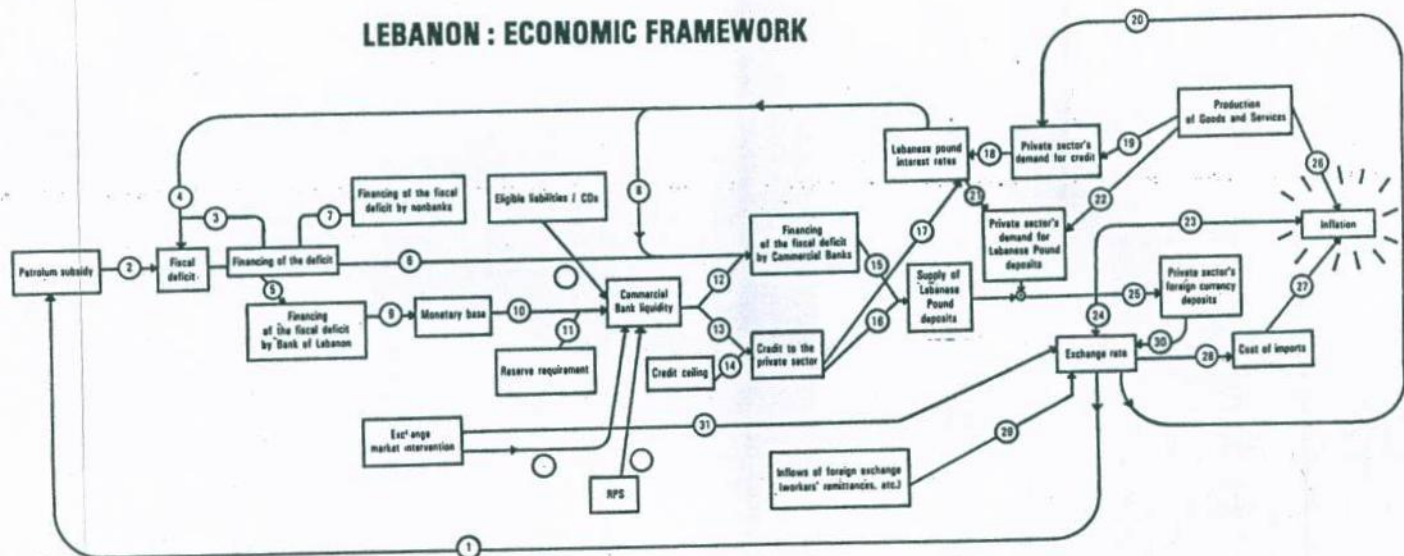 LEBANON : ECONOMIC FRAMEWORK
20
Production
of Goods and Services
Lebanese pound
interest rates
18
Private sector's
demand for credit
19
26
4
3
7
Financing of the fiscal
deficit by nonbanks
Eligible liabilities / CDs
8
21
22
17
Private sector's
demand for
Lebanese Pound
deposits
23
Inflation
Patrolum subsidy
2
Fiscal
deficit
Financing of the deficit
6
Financing
of the fiscal deficit
by Commercial Banks
15
Supply of
Lebanese
Pound
deposits
25
Private sector's
foreign currency
deposits
27
5
Financing
of the fiscal deficit
by Bank of Lebanon
9
Monetary base
10
11
Commercial
Bank liquidity
12
13
16
24
30
Reserve requirement
Credit ceiling
14
Credit to the
private sector
Exchange rate
28
Cost of imports
Exc ange
market intervention
31
29
RPS
Inflows of foreign exchange
(workers' remittances, etc.)
1